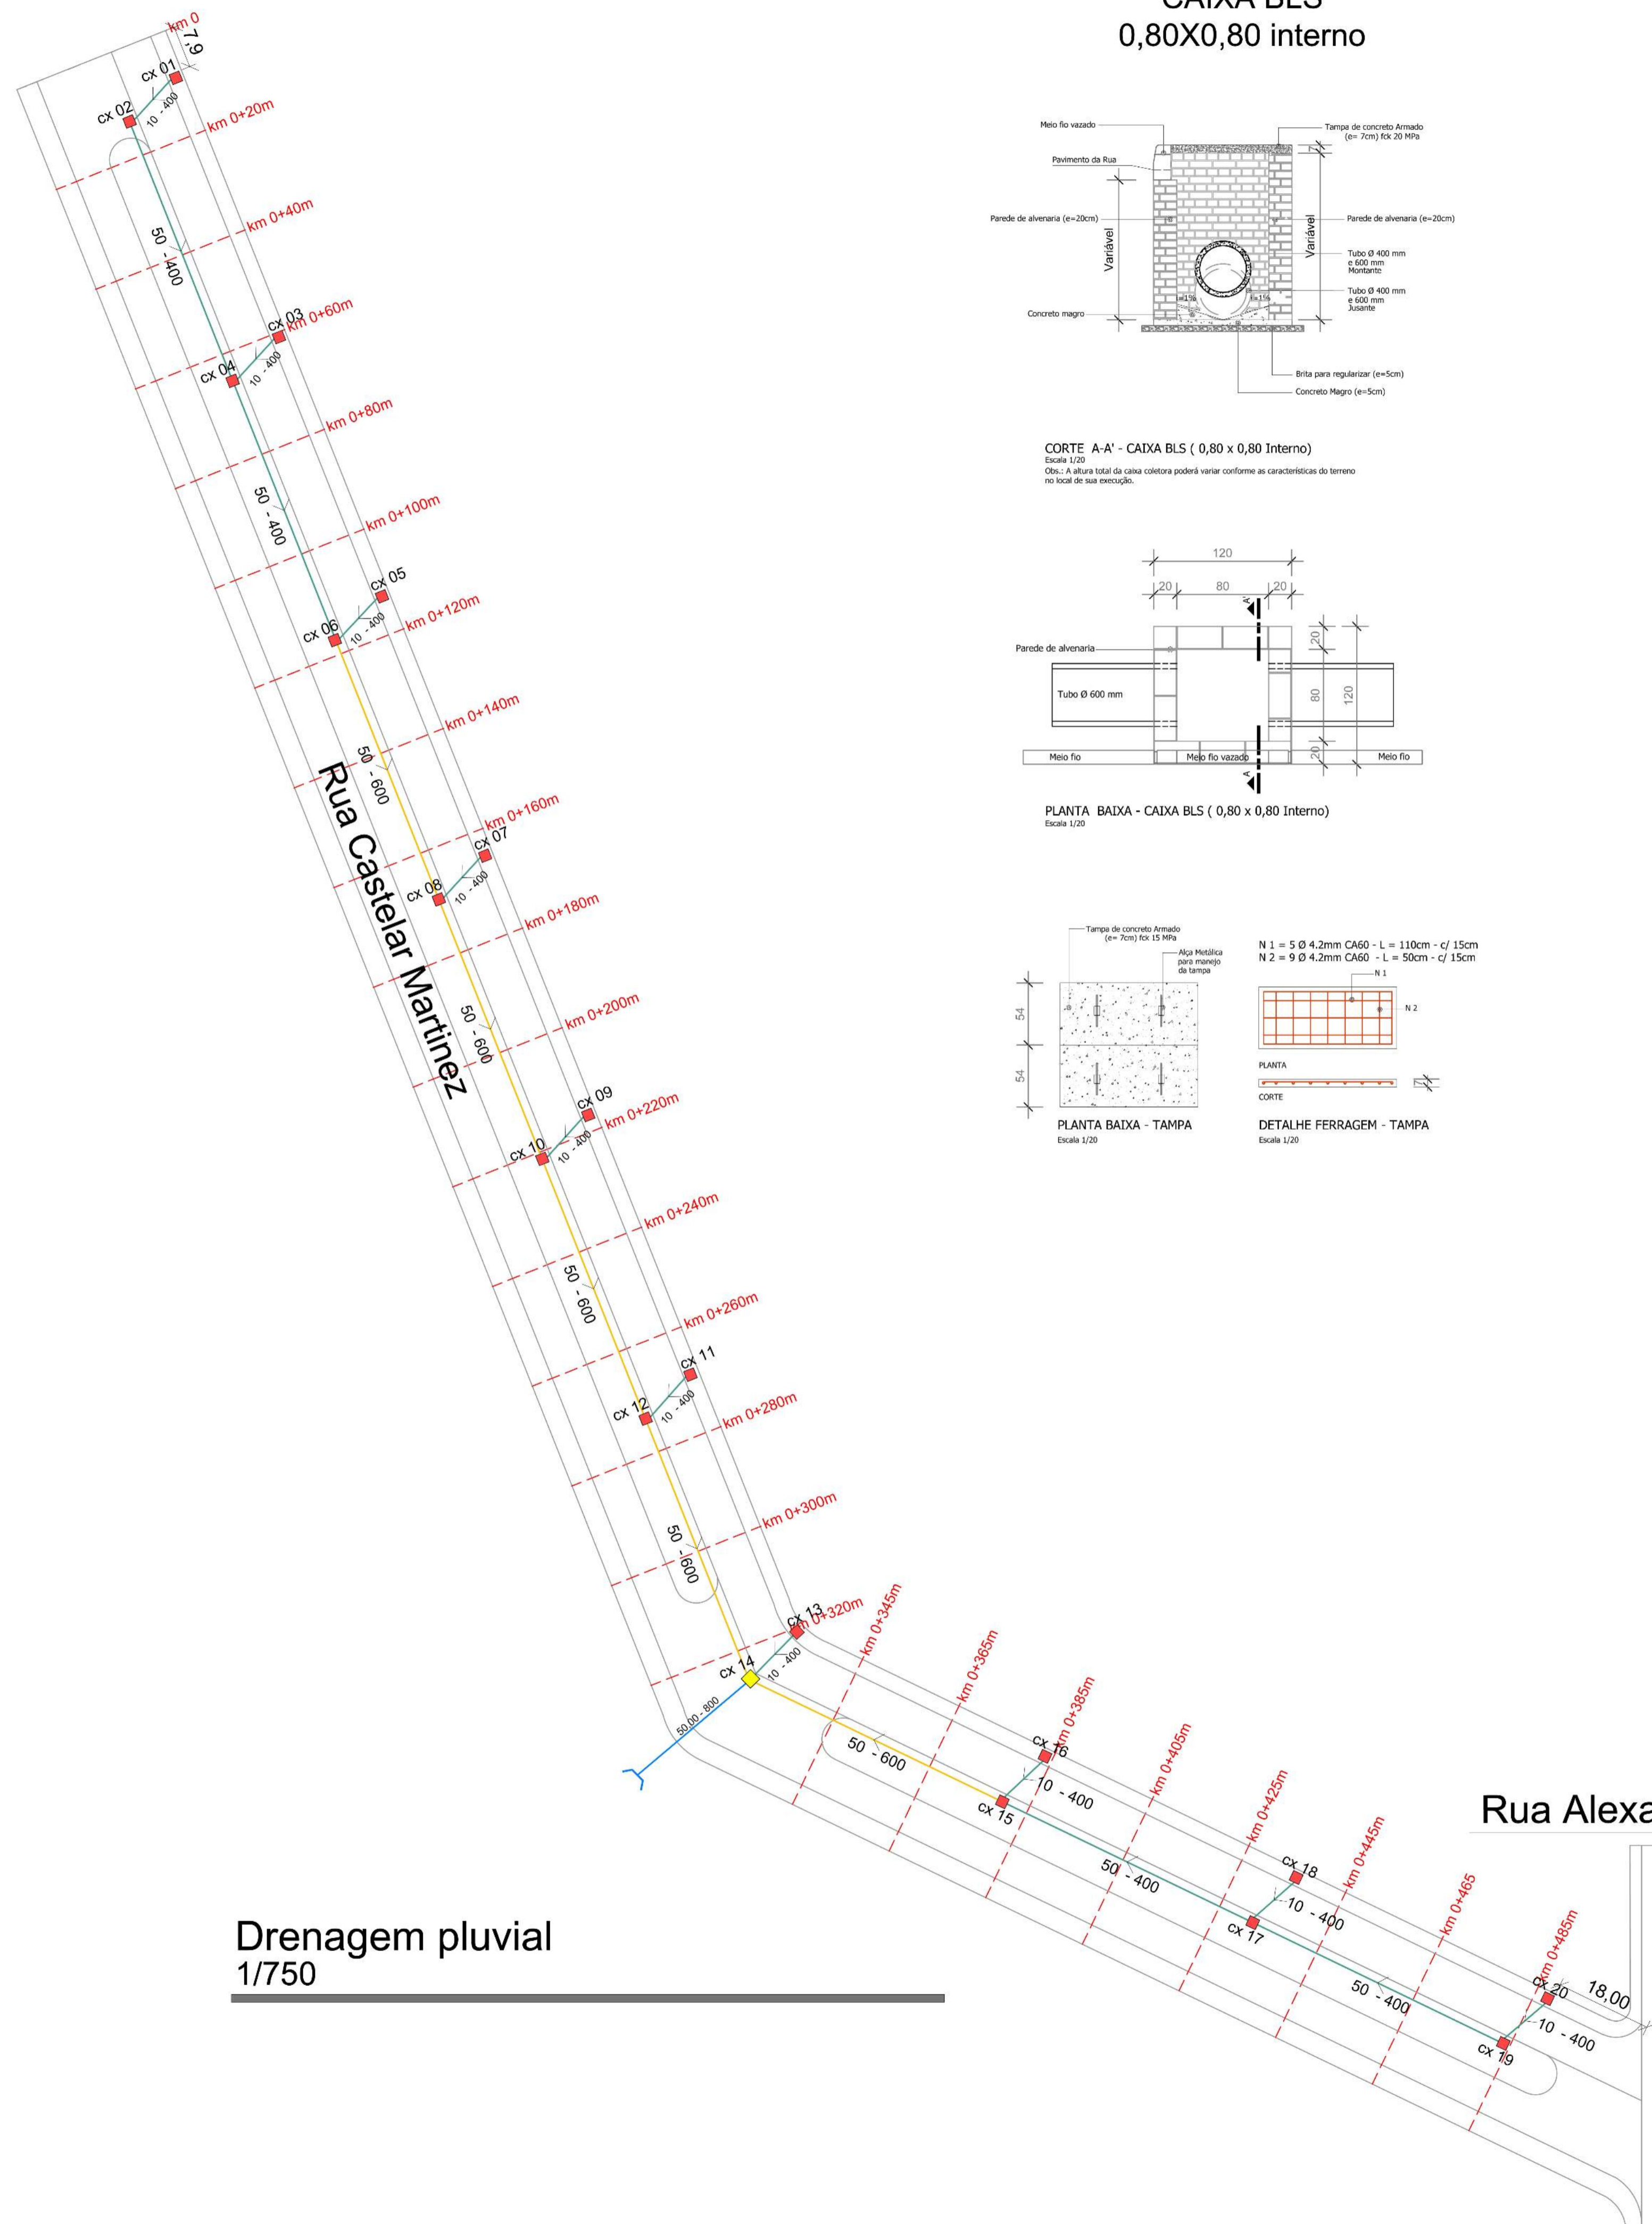 CAIXA BLS
0,80X0,80 interno
km 0
7,9
cx 01
10 - 400
cx 02
km 0+20m
km 0+40m
50 - 400
cx 03
km 0+60m
cx 04
10 - 400
km 0+80m
50 - 400
km 0+100m
cx 05
cx 06
10 - 400
km 0+120m
km 0+140m
50 - 600
Rua Castelar Martinez
km 0+160m
cx 07
cx 08
10 - 400
km 0+180m
km 0+200m
50 - 600
cx 09
km 0+220m
cx 10
10 - 400
km 0+240m
50 - 600
km 0+260m
cx 11
cx 12
10 - 400
km 0+280m
km 0+300m
50 - 600
cx 13
km 0+320m
cx 14
10 - 400
50,00 - 800
km 0+345m
50 - 600
km 0+365m
cx 16
km 0+385m
10 - 400
cx 15
km 0+405m
50 - 400
km 0+425m
cx 18
10 - 400
cx 17
km 0+445m
50 - 400
km 0+465
km 0+485m
cx 20
18,00
10 - 400
cx 19
Rua Alexa
Meio fio vazado
Tampa de concreto Armado
(e= 7cm) fck 20 MPa
7
Pavimento da Rua
Parede de alvenaria (e=20cm)
Parede de alvenaria (e=20cm)
Variável
Variável
Tubo Ø 400 mm
e 600 mm
Montante
Tubo Ø 400 mm
e 600 mm
Jusante
i=1%
i=1%
Concreto magro
Brita para regularizar (e=5cm)
Concreto Magro (e=5cm)
CORTE A-A' - CAIXA BLS ( 0,80 x 0,80 Interno)
Escala 1/20
Obs.: A altura total da caixa coletora poderá variar conforme as características do terreno
no local de sua execução.
120
20
80
20
A'
Parede de alvenaria
20
Tubo Ø 600 mm
80
120
20
Meio fio
Meio fio vazado
Meio fio
A
PLANTA BAIXA - CAIXA BLS ( 0,80 x 0,80 Interno)
Escala 1/20
Tampa de concreto Armado
(e= 7cm) fck 15 MPa
Alça Metálica
para manejo
da tampa
54
54
PLANTA BAIXA - TAMPA
Escala 1/20
N 1 = 5 Ø 4.2mm CA60 - L = 110cm - c/ 15cm
N 2 = 9 Ø 4.2mm CA60 - L = 50cm - c/ 15cm
N 1
N 2
PLANTA
7
CORTE
DETALHE FERRAGEM - TAMPA
Escala 1/20
Drenagem pluvial
1/750